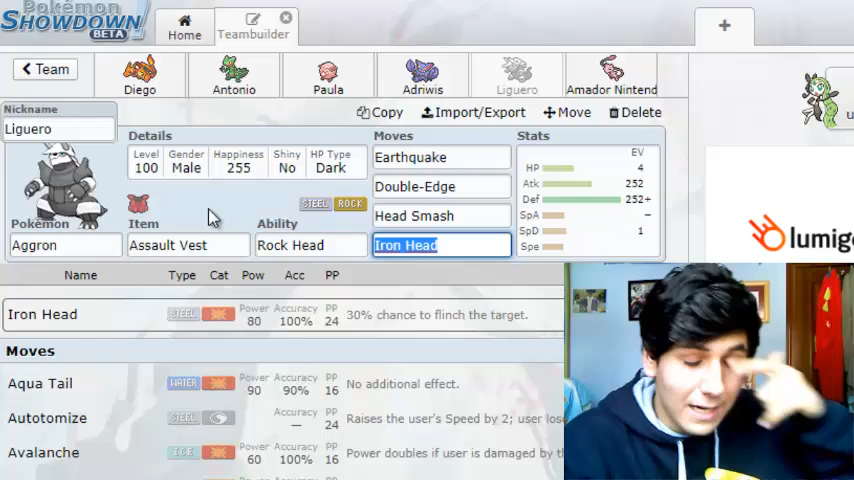 Pokémon
SHOWDOWN!
BETA
Home
Teambuilder
+
Team
Diego
Antonio
Paula
Adriwis
Liguero
Amador Nintend
Copy
Import/Export
Move
Delete
Nickname
Liguero
Details
Level
100
Gender
Male
Happiness
255
Shiny
No
HP Type
Dark
STEEL
ROCK
Pokémon
Aggron
Item
Assault Vest
Ability
Rock Head
Moves
Earthquake
Double-Edge
Head Smash
Iron Head
Stats
EV
HP 4
Atk 252
Def 252+
SpA –
SpD 1
Spe
u
lumig
Name Type Cat Pow Acc PP
Iron Head STEEL Power 80 Accuracy 100% PP 24 30% chance to flinch the target.
Moves
Aqua Tail WATER Power 90 Accuracy 90% PP 16 No additional effect.
Autotomize STEEL Accuracy — PP 24 Raises the user's Speed by 2; user lose
Avalanche ICE Power 60 Accuracy 100% PP 16 Power doubles if user is damaged by the